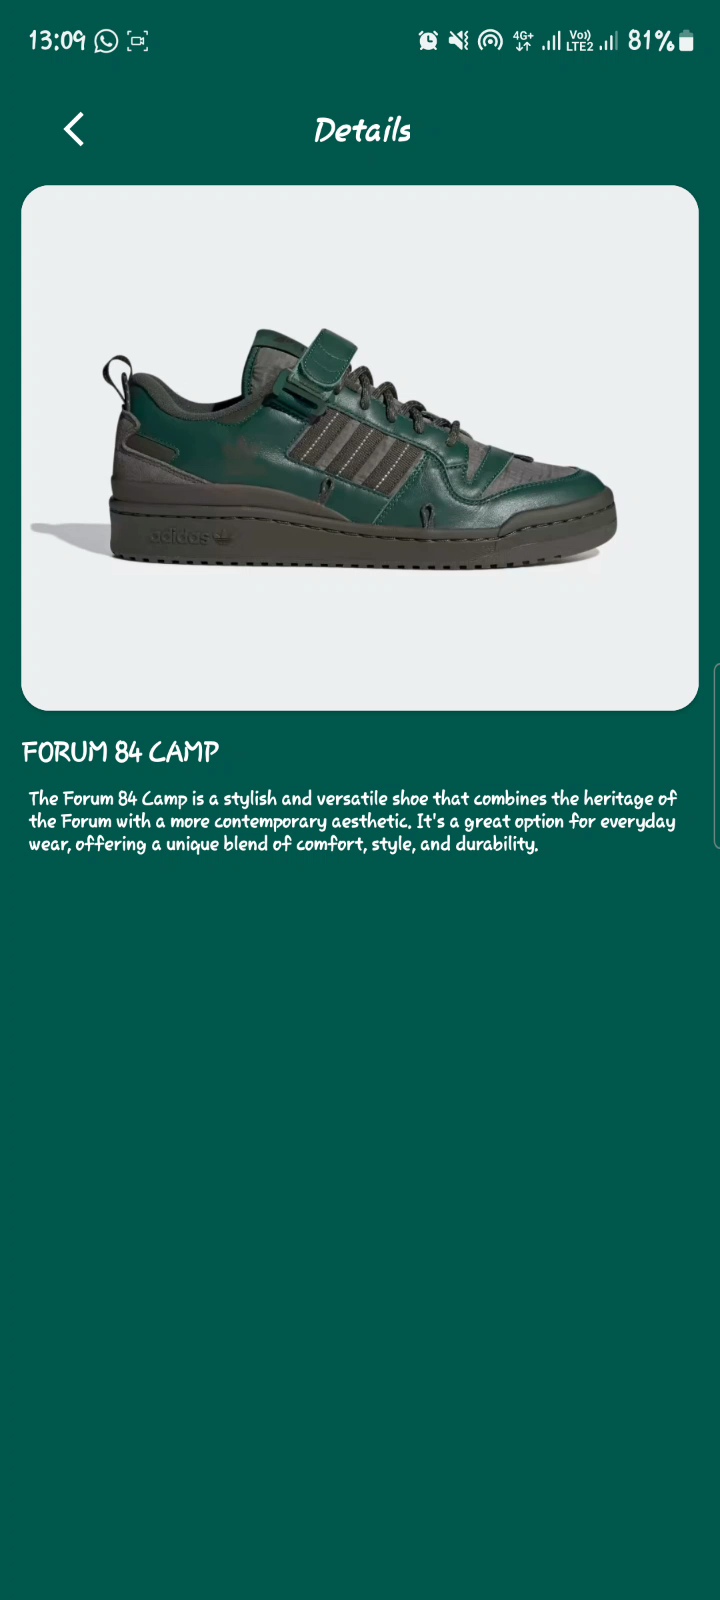 13:09 4G+ Vo)) LTE2 81%
Details
adidas
FORUM 84 CAMP
The Forum 84 Camp is a stylish and versatile shoe that combines the heritage of
the Forum with a more contemporary aesthetic. It's a great option for everyday
wear, offering a unique blend of comfort, style, and durability.